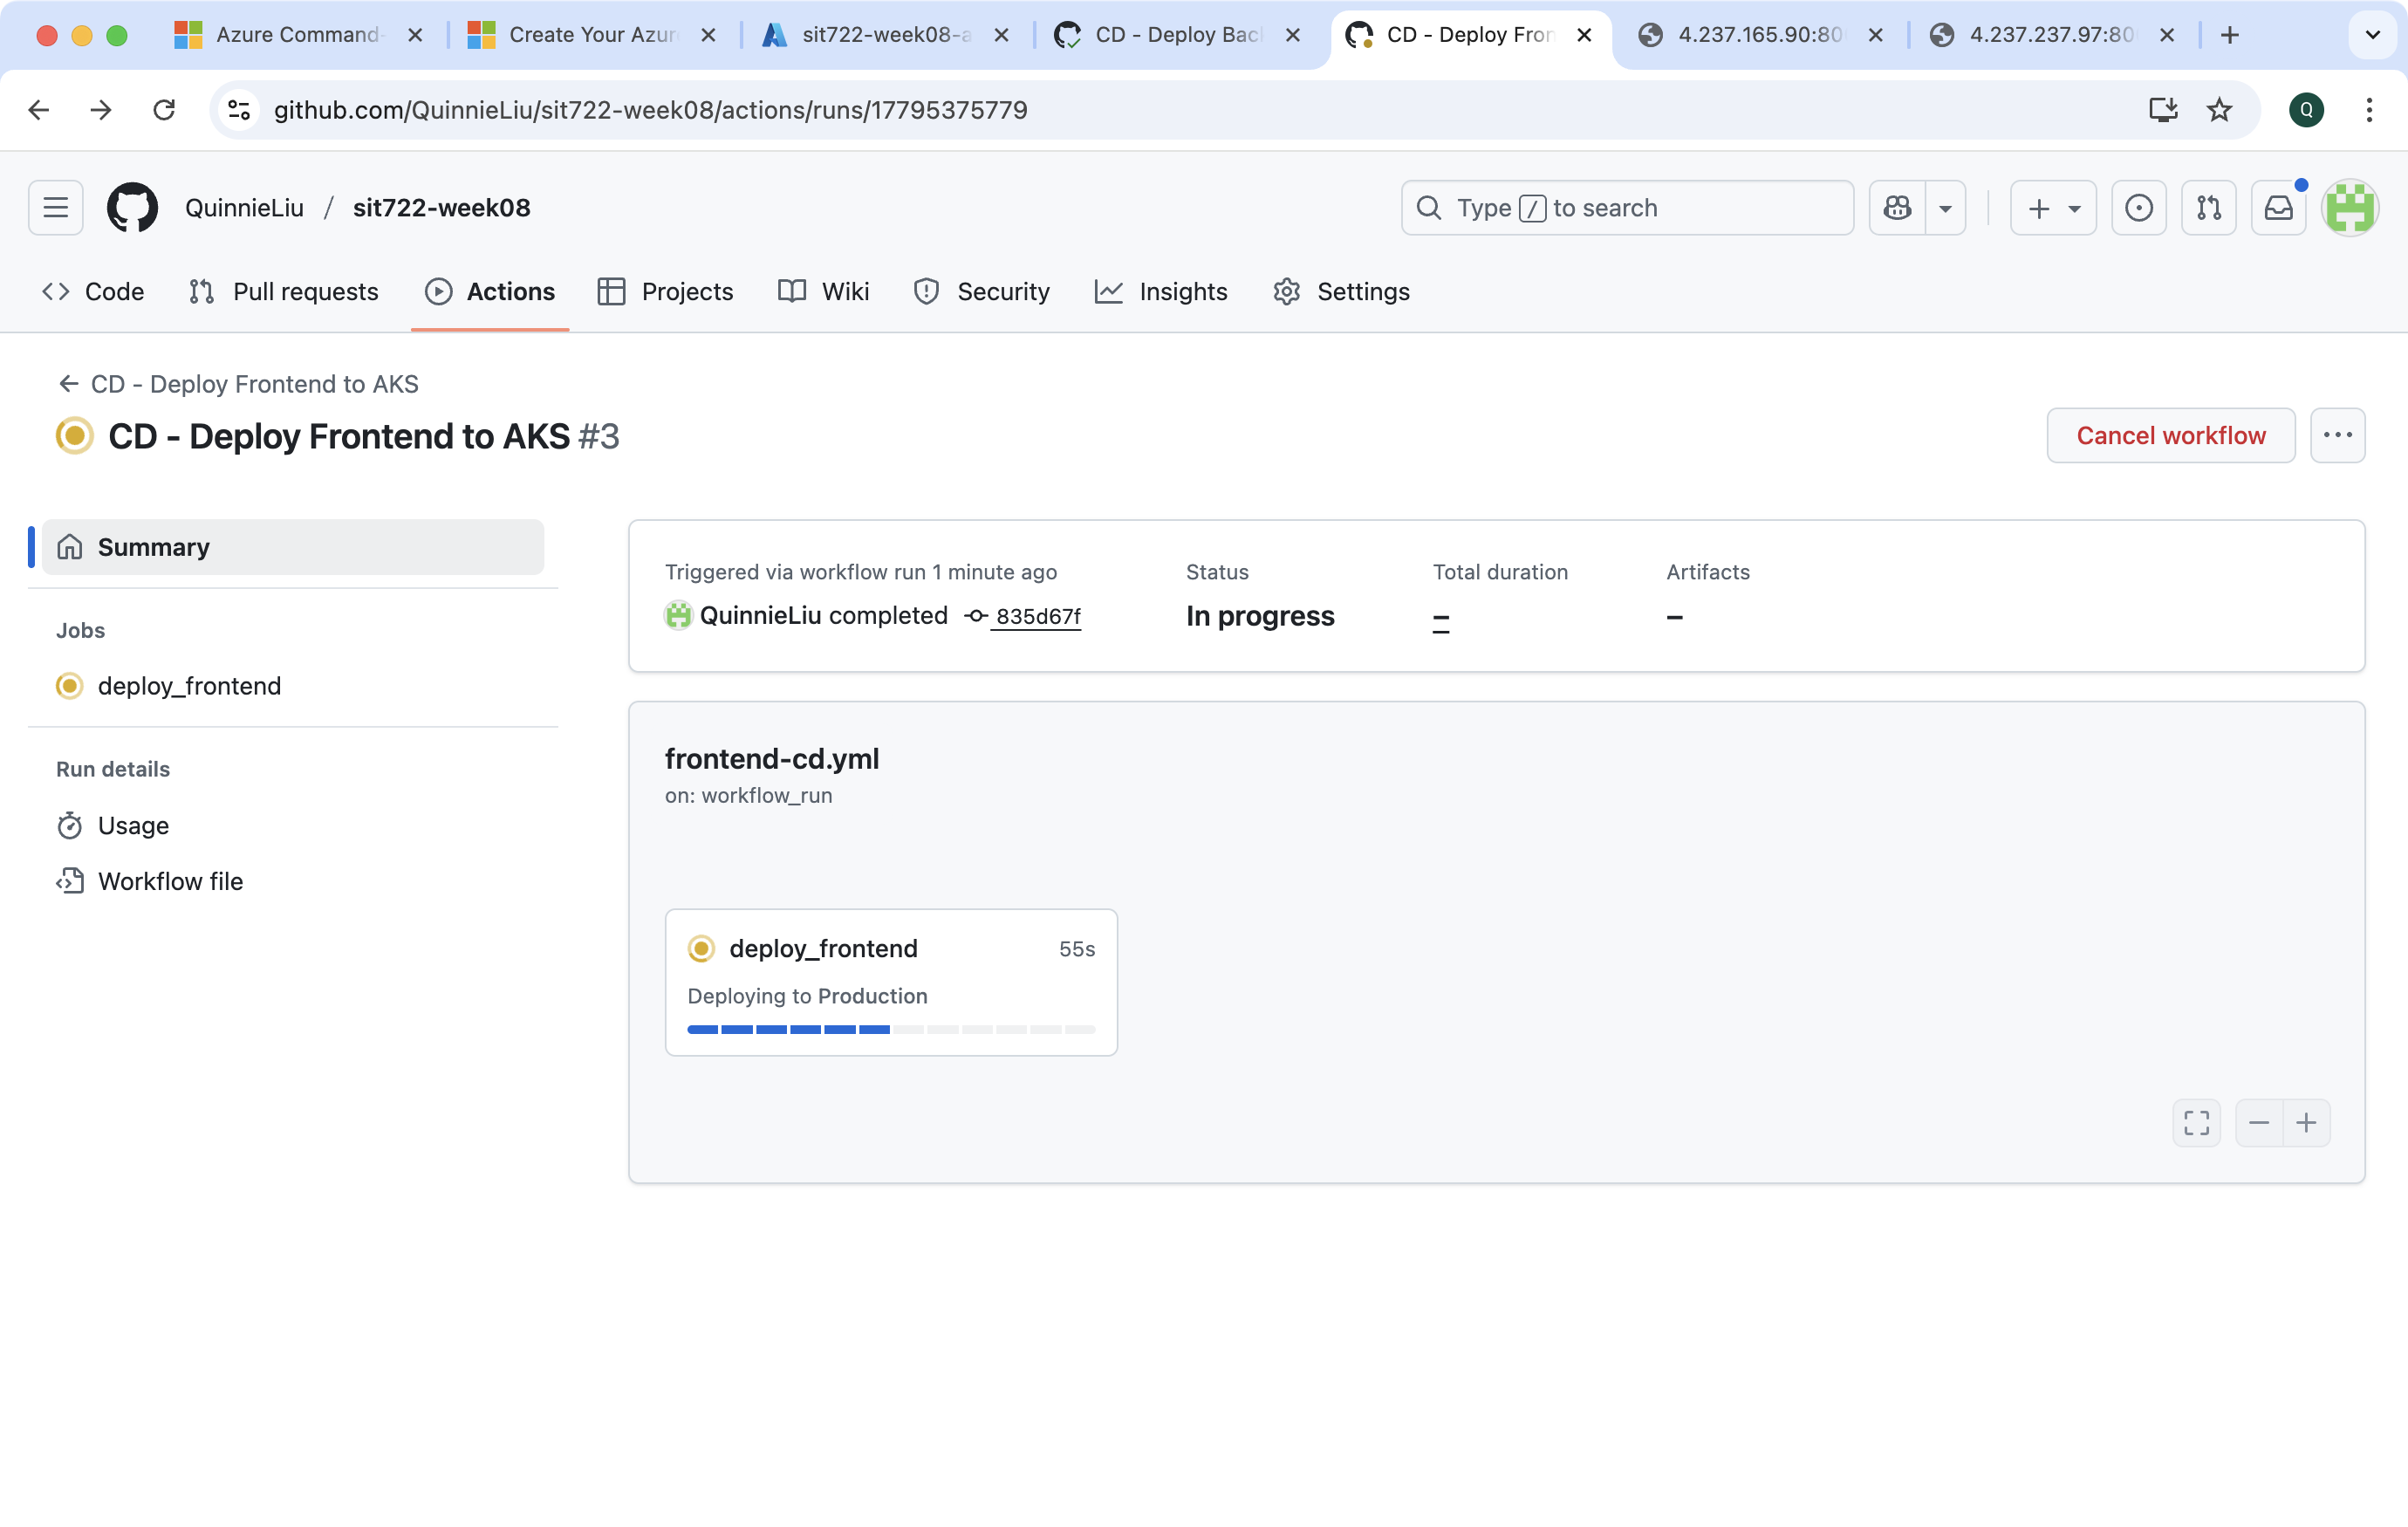 Azure Command-
Create Your Azur
sit722-week08-a
CD - Deploy Bac
CD - Deploy Fron
4.237.165.90:80
4.237.237.97:80
github.com/QuinnieLiu/sit722-week08/actions/runs/17795375779
Q
QuinnieLiu / sit722-week08
Type / to search
Code
Pull requests
Actions
Projects
Wiki
Security
Insights
Settings
CD - Deploy Frontend to AKS
CD - Deploy Frontend to AKS #3
Cancel workflow
Summary
Jobs
deploy_frontend
Run details
Usage
Workflow file
Triggered via workflow run 1 minute ago
QuinnieLiu completed 835d67f
Status
In progress
Total duration
–
Artifacts
–
frontend-cd.yml
on: workflow_run
deploy_frontend
55s
Deploying to Production